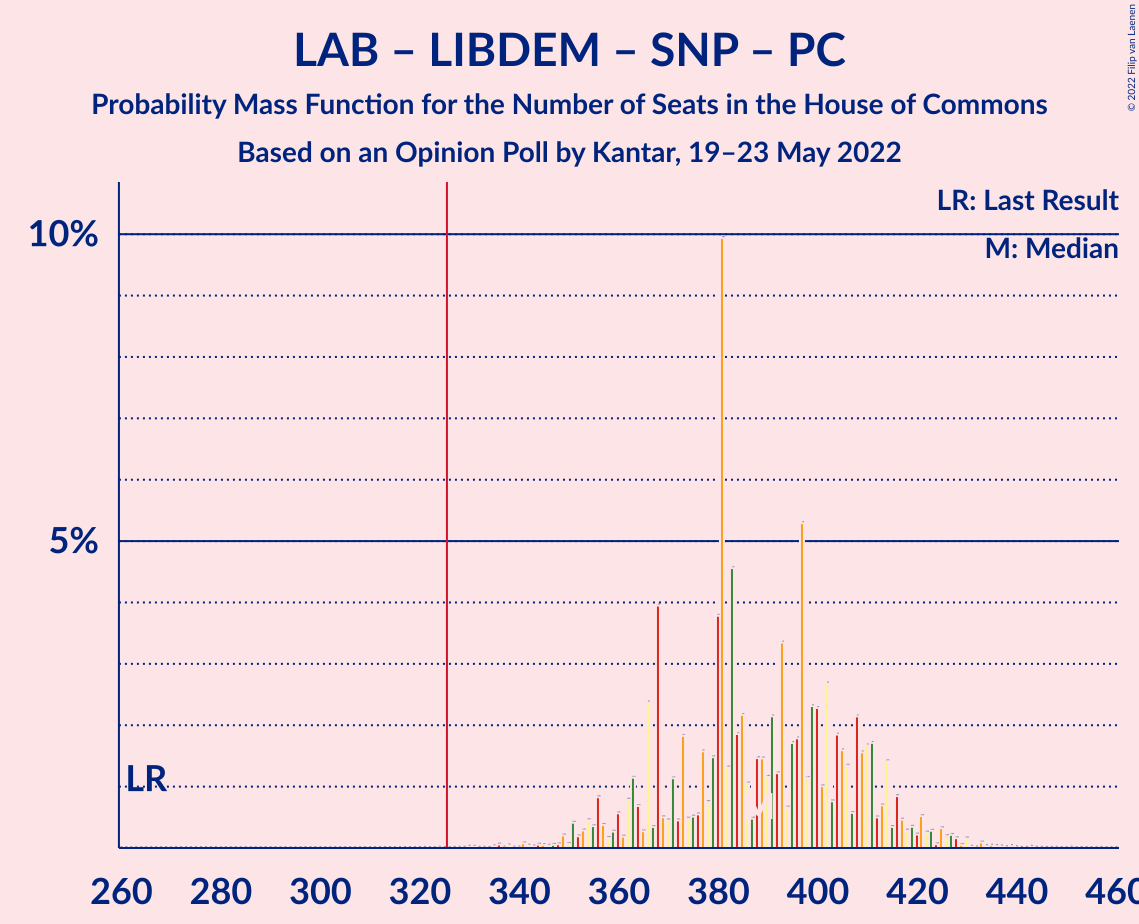 LAB – LIBDEM – SNP – PC
Probability Mass Function for the Number of Seats in the House of Commons
Based on an Opinion Poll by Kantar, 19–23 May 2022
© 2022 Filip van Laenen
LR: Last Result
M: Median
10%
5%
LR
260 280 300 320 340 360 380 400 420 440 460